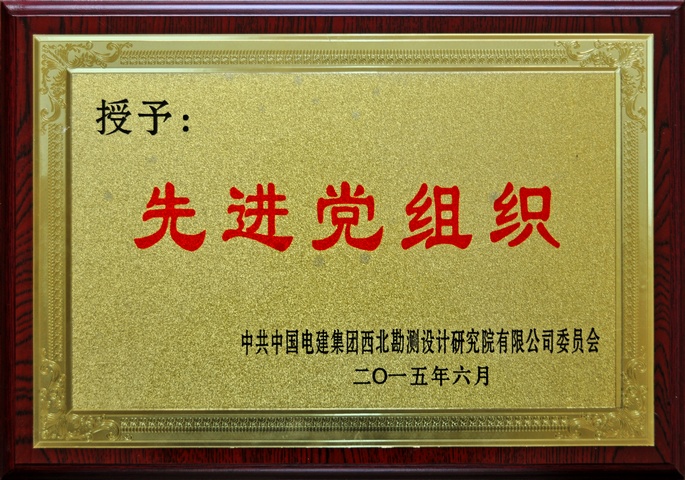 授予：
先进党组织
中共中国电建集团西北勘测设计研究院有限公司委员会
二〇一五年六月